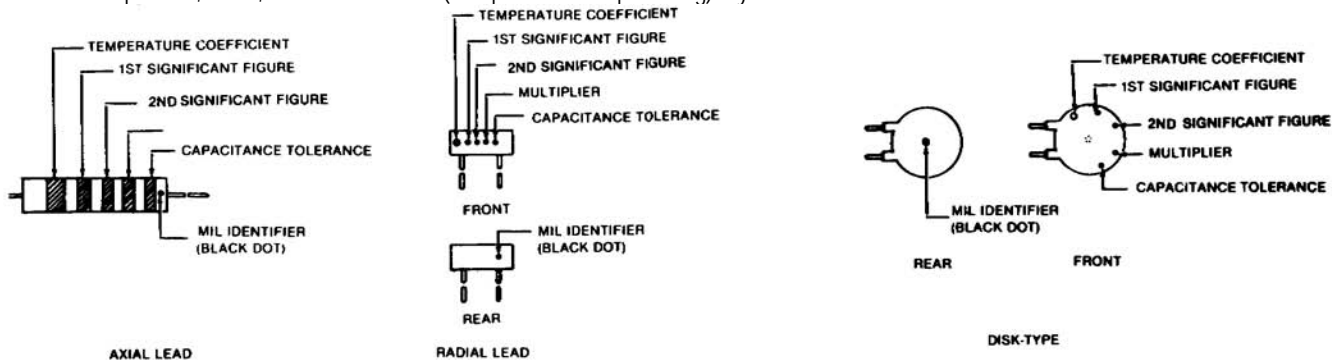 TEMPERATURE COEFFICIENT
1ST SIGNIFICANT FIGURE
2ND SIGNIFICANT FIGURE
CAPACITANCE TOLERANCE
MIL IDENTIFIER
(BLACK DOT)
AXIAL LEAD
TEMPERATURE COEFFICIENT
1ST SIGNIFICANT FIGURE
2ND SIGNIFICANT FIGURE
MULTIPLIER
CAPACITANCE TOLERANCE
FRONT
MIL IDENTIFIER
(BLACK DOT)
REAR
RADIAL LEAD
TEMPERATURE COEFFICIENT
1ST SIGNIFICANT FIGURE
2ND SIGNIFICANT FIGURE
MULTIPLIER
CAPACITANCE TOLERANCE
MIL IDENTIFIER
(BLACK DOT)
REAR
FRONT
DISK-TYPE